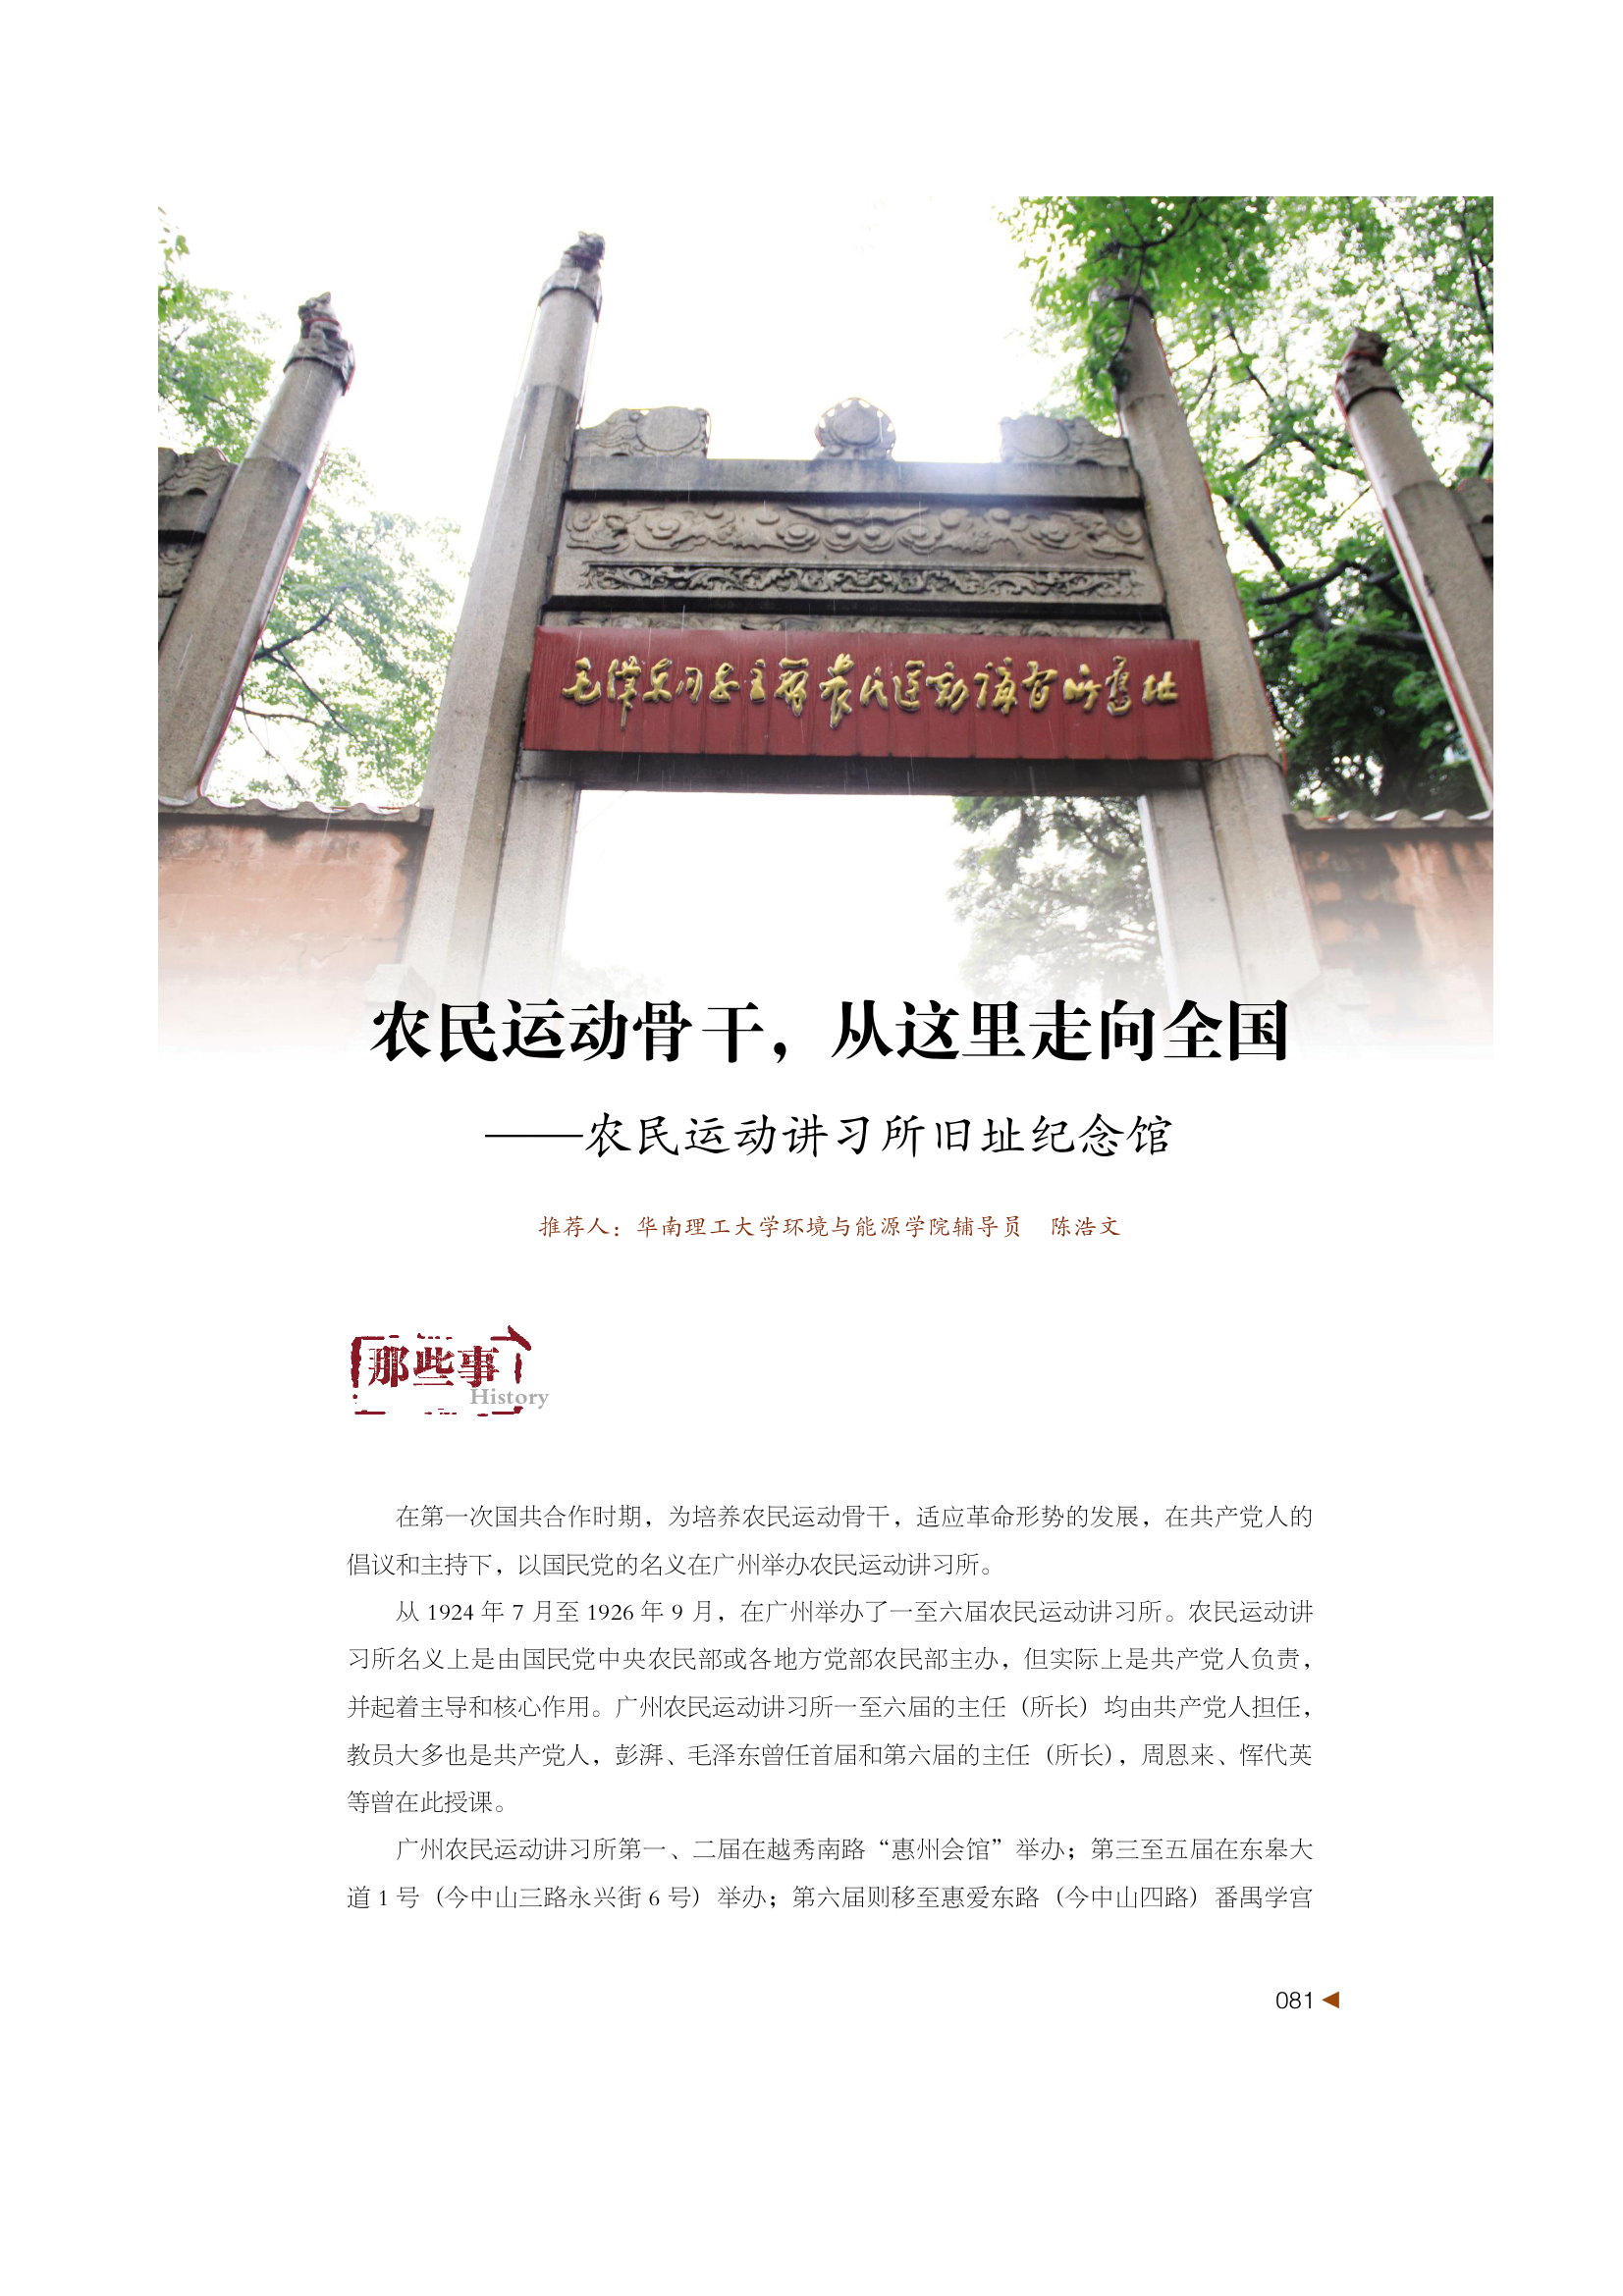 毛泽东同志主办農民运动講習所舊址
农民运动骨干，从这里走向全国
——农民运动讲习所旧址纪念馆
推荐人：华南理工大学环境与能源学院辅导员　陈浩文
那些事
History
在第一次国共合作时期，为培养农民运动骨干，适应革命形势的发展，在共产党人的
倡议和主持下，以国民党的名义在广州举办农民运动讲习所。
从 1924 年 7 月至 1926 年 9 月，在广州举办了一至六届农民运动讲习所。农民运动讲
习所名义上是由国民党中央农民部或各地方党部农民部主办，但实际上是共产党人负责，
并起着主导和核心作用。广州农民运动讲习所一至六届的主任（所长）均由共产党人担任，
教员大多也是共产党人，彭湃、毛泽东曾任首届和第六届的主任（所长），周恩来、恽代英
等曾在此授课。
广州农民运动讲习所第一、二届在越秀南路“惠州会馆”举办；第三至五届在东皋大
道 1 号（今中山三路永兴街 6 号）举办；第六届则移至惠爱东路（今中山四路）番禺学宫
081